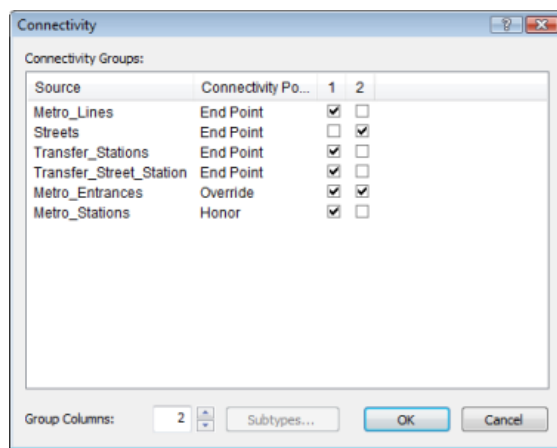 Connectivity
Connectivity Groups:
Source Connectivity Po... 1 2
Metro_Lines End Point
Streets End Point
Transfer_Stations End Point
Transfer_Street_Station End Point
Metro_Entrances Override
Metro_Stations Honor
Group Columns: 2 Subtypes... OK Cancel